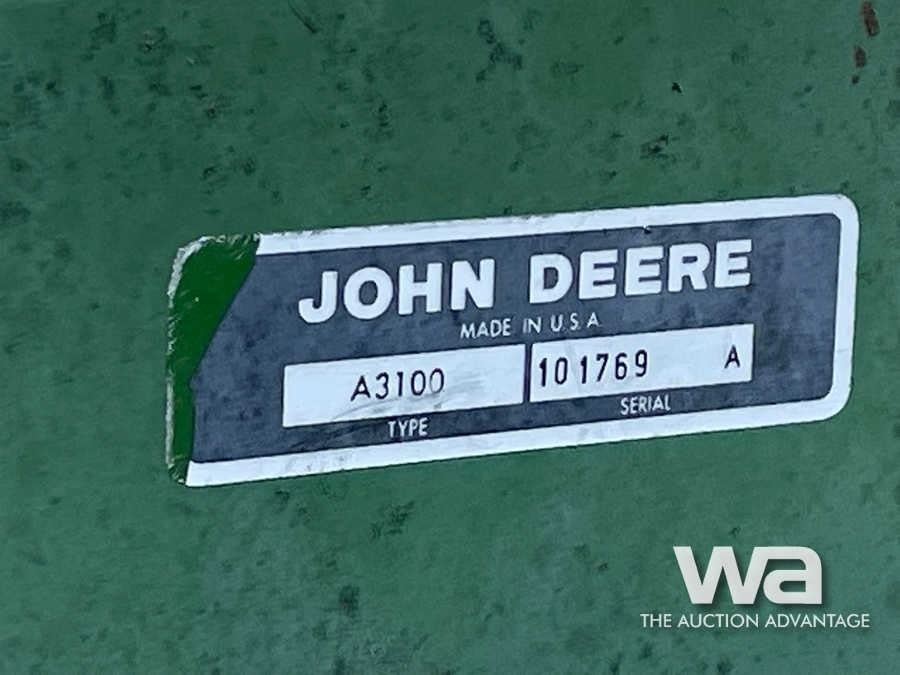 JOHN DEERE
MADE IN U.S.A.
A3100 101769 A
TYPE SERIAL
wa
THE AUCTION ADVANTAGE